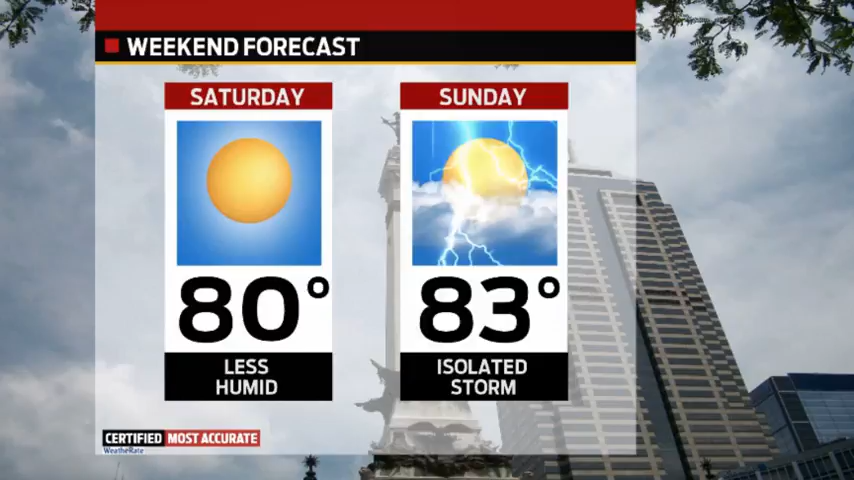 WEEKEND FORECAST
SATURDAY
80°
LESS
HUMID
SUNDAY
83°
ISOLATED
STORM
CERTIFIED MOST ACCURATE
WeatheRate